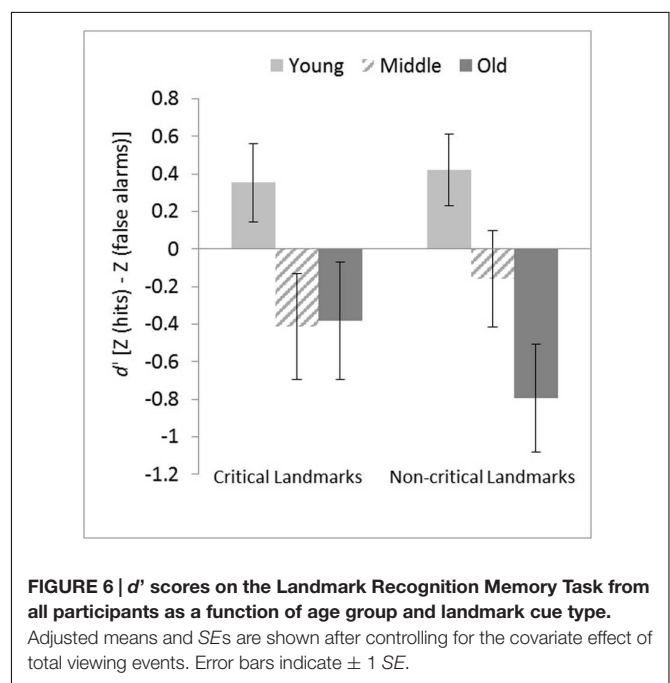 Young Middle Old
0.8
0.6
0.4
0.2
0
-0.2
-0.4
-0.6
-0.8
-1
-1.2
d' [Z (hits) - Z (false alarms)]
Critical Landmarks Non-critical Landmarks
FIGURE 6 | d’ scores on the Landmark Recognition Memory Task from
all participants as a function of age group and landmark cue type.
Adjusted means and SEs are shown after controlling for the covariate effect of
total viewing events. Error bars indicate ± 1 SE.